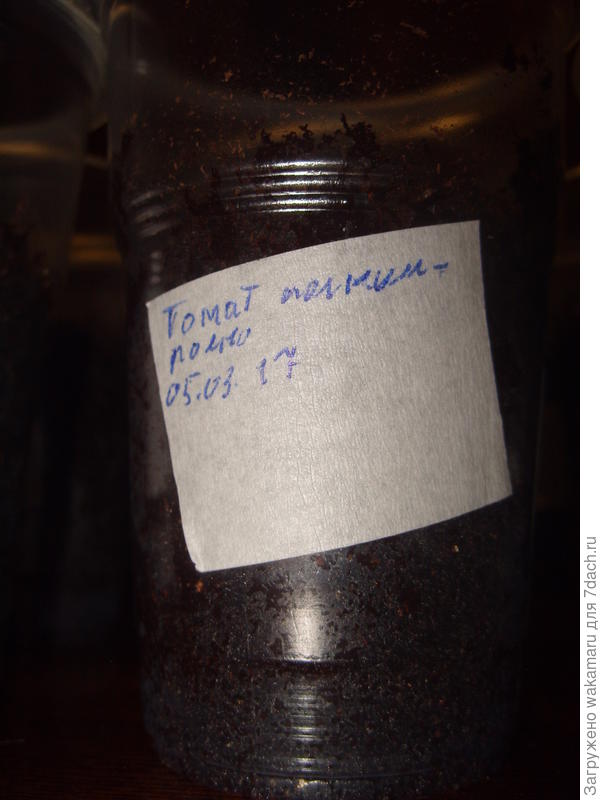 Томат
05.03.17
Загружено wakamaru для 7dach.ru